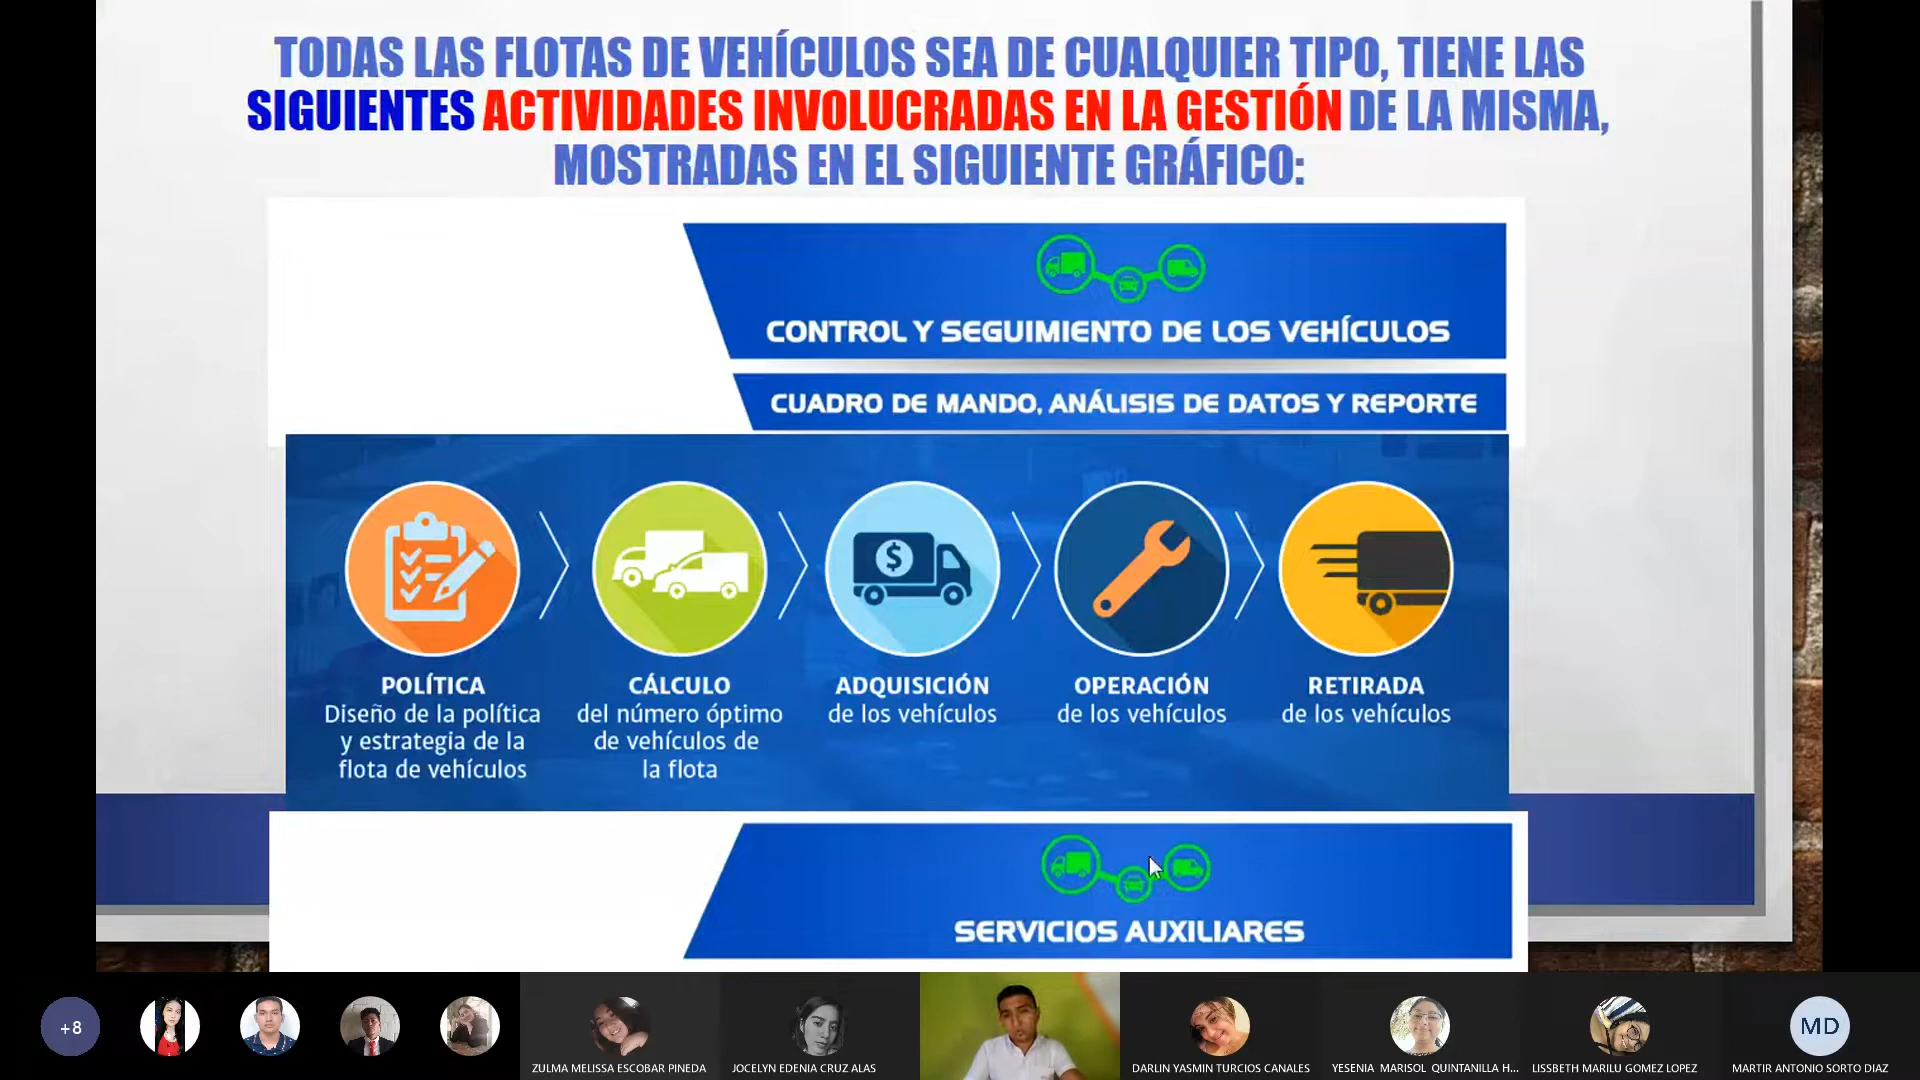 TODAS LAS FLOTAS DE VEHÍCULOS SEA DE CUALQUIER TIPO, TIENE LAS
SIGUIENTES ACTIVIDADES INVOLUCRADAS EN LA GESTIÓN DE LA MISMA,
MOSTRADAS EN EL SIGUIENTE GRÁFICO:
CONTROL Y SEGUIMIENTO DE LOS VEHÍCULOS
CUADRO DE MANDO, ANÁLISIS DE DATOS Y REPORTE
$
POLÍTICA
Diseño de la política
y estrategia de la
flota de vehículos
CÁLCULO
del número óptimo
de vehículos de
la flota
ADQUISICIÓN
de los vehículos
OPERACIÓN
de los vehículos
RETIRADA
de los vehículos
SERVICIOS AUXILIARES
+8
ZULMA MELISSA ESCOBAR PINEDA
JOCELYN EDENIA CRUZ ALAS
DARLIN YASMIN TURCIOS CANALES
YESENIA MARISOL QUINTANILLA H...
LISSBETH MARILU GOMEZ LOPEZ
MD
MARTIR ANTONIO SORTO DIAZ